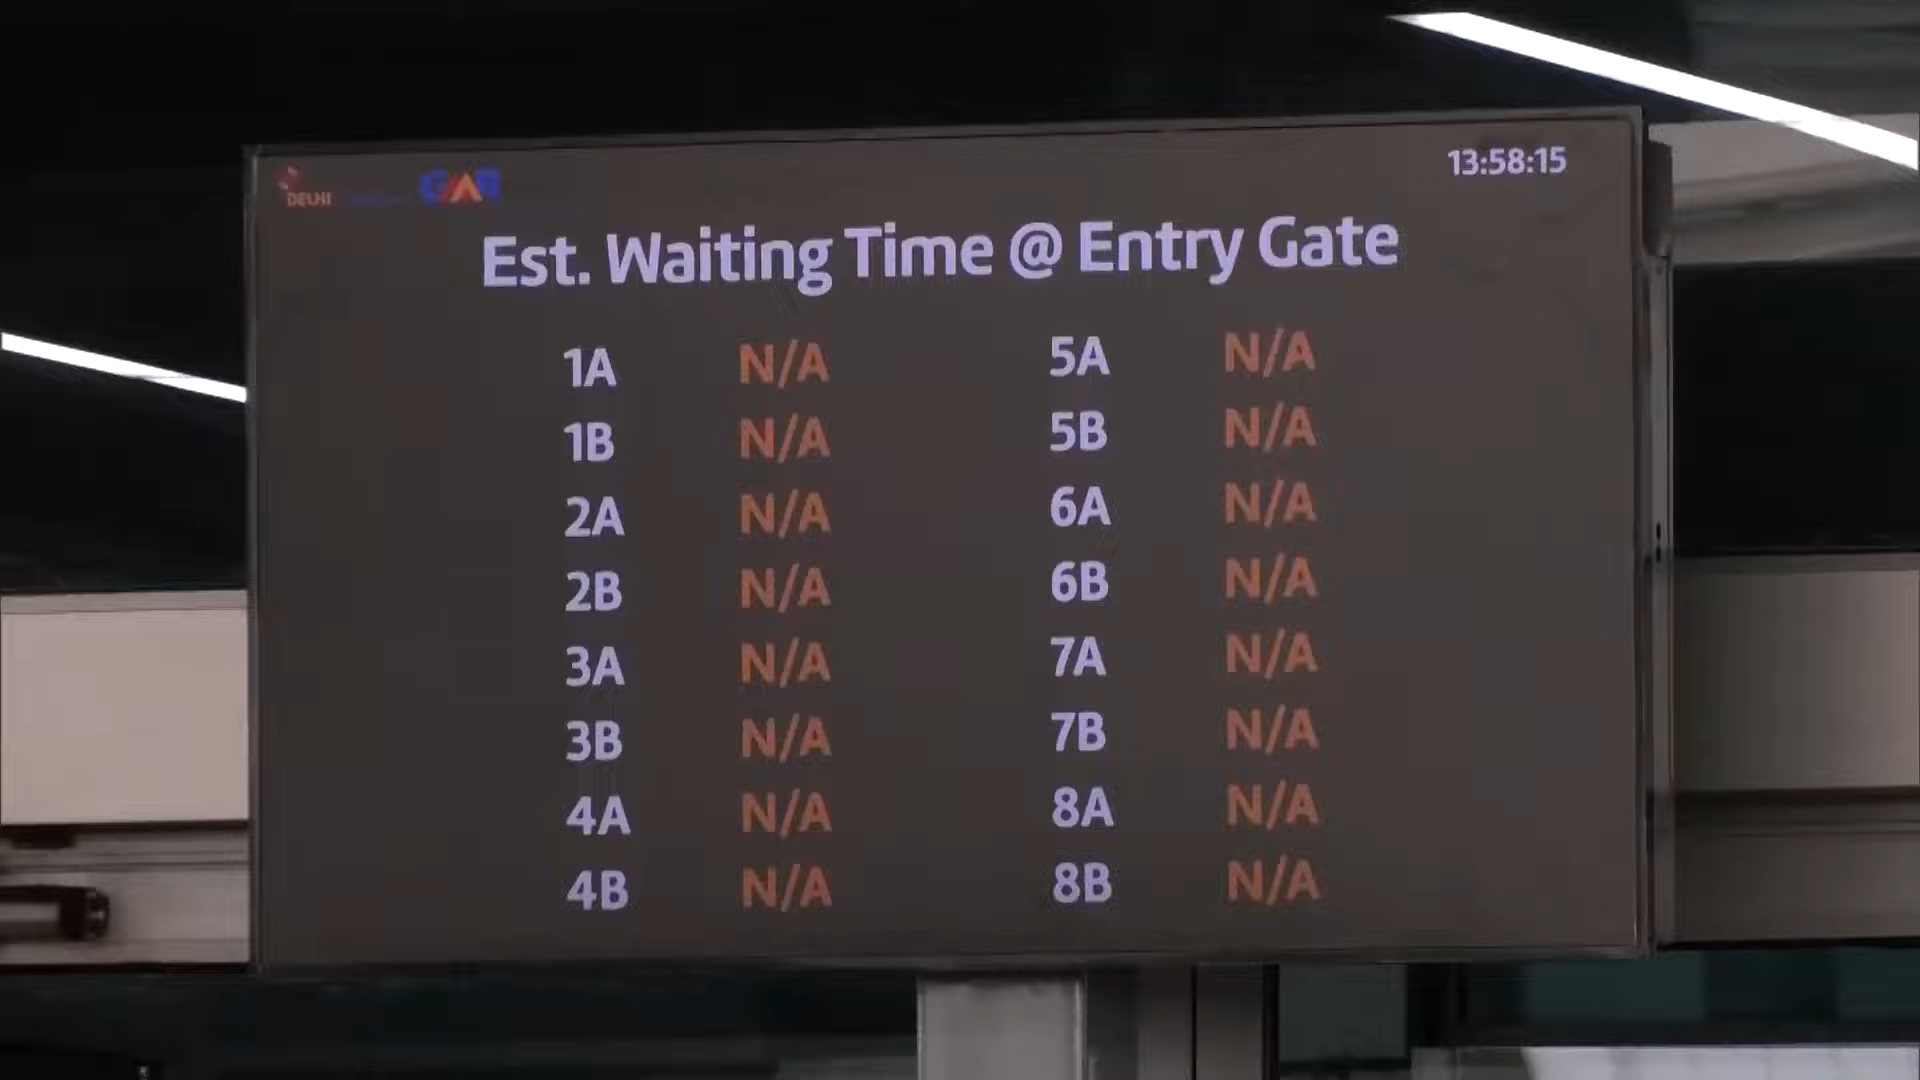 DELHI GMR
13:58:15
Est. Waiting Time @ Entry Gate
1A N/A 5A N/A
1B N/A 5B N/A
2A N/A 6A N/A
2B N/A 6B N/A
3A N/A 7A N/A
3B N/A 7B N/A
4A N/A 8A N/A
4B N/A 8B N/A